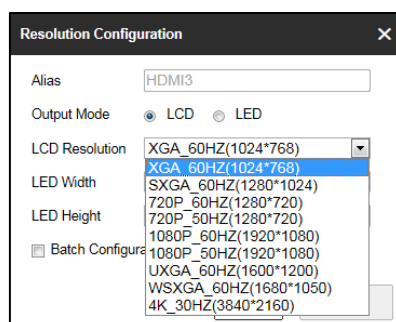 Resolution Configuration
Alias HDMI3
Output Mode LCD LED
LCD Resolution XGA_60HZ(1024*768)
XGA_60HZ(1024*768)
LED Width SXGA_60HZ(1280*1024)
720P_60HZ(1280*720)
LED Height 720P_50HZ(1280*720)
1080P_60HZ(1920*1080)
Batch Configura 1080P_50HZ(1920*1080)
UXGA_60HZ(1600*1200)
WSXGA_60HZ(1680*1050)
4K_30HZ(3840*2160)